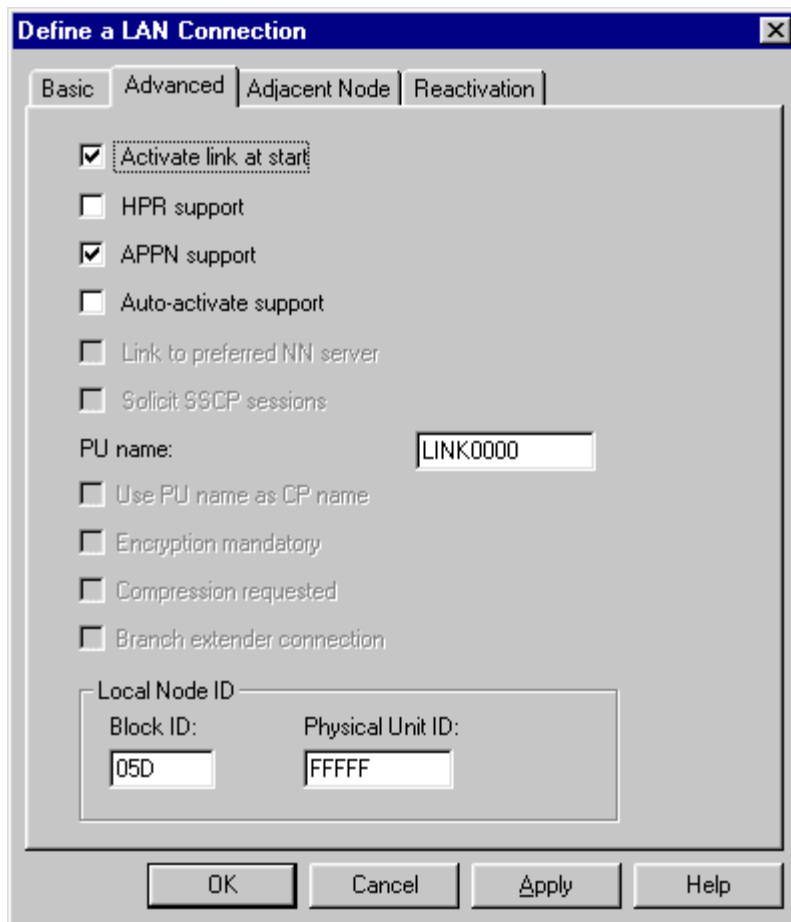 Define a LAN Connection
Basic Advanced Adjacent Node Reactivation
Activate link at start
HPR support
APPN support
Auto-activate support
Link to preferred NN server
Solicit SSCP sessions
PU name: LINK0000
Use PU name as CP name
Encryption mandatory
Compression requested
Branch extender connection
Local Node ID
Block ID: Physical Unit ID:
05D FFFFF
OK Cancel Apply Help